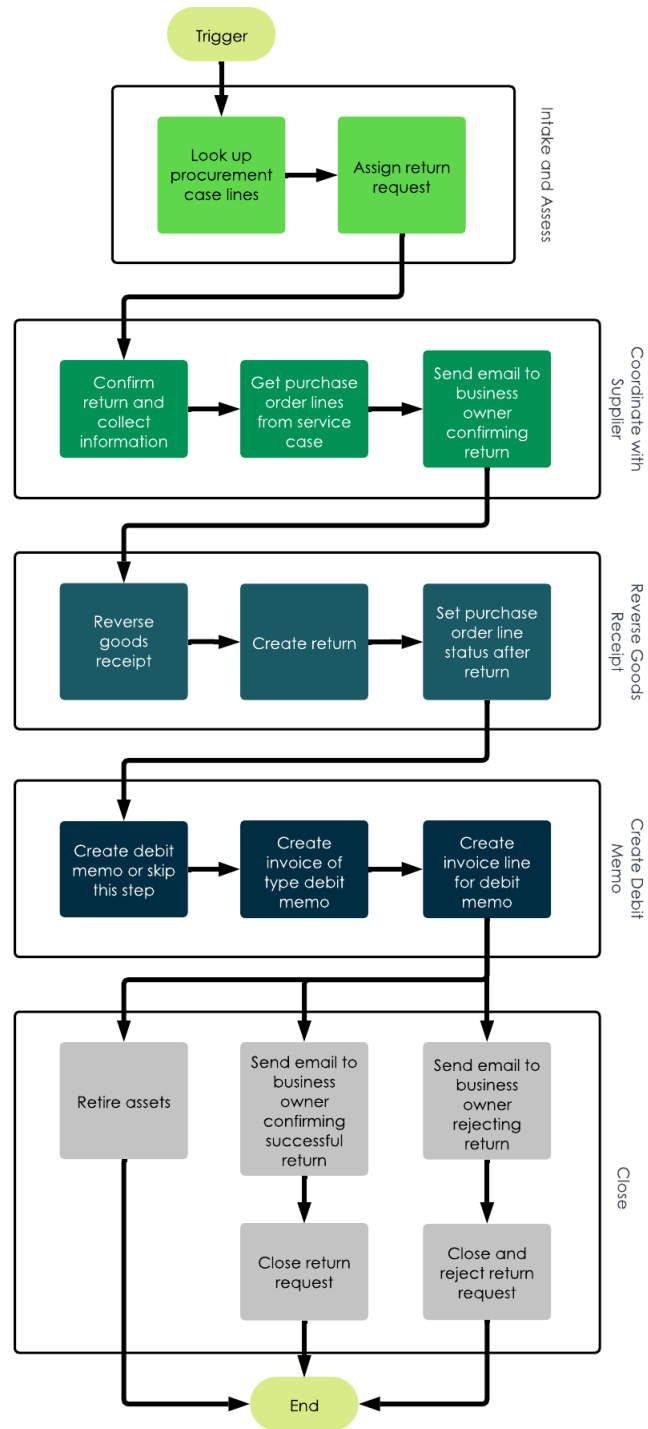 Trigger
Intake and Assess
Look up
procurement
case lines
Assign return
request
Coordinate with
Supplier
Confirm
return and
collect
information
Get purchase
order lines
from service
case
Send email to
business
owner
confirming
return
Reverse Goods
Receipt
Reverse
goods
receipt
Create return
Set purchase
order line
status after
return
Create Debit
Memo
Create debit
memo or skip
this step
Create
invoice of
type debit
memo
Create
invoice line
for debit
memo
Close
Retire assets
Send email to
business
owner
confirming
successful
return
Send email to
business
owner
rejecting
return
Close return
request
Close and
reject return
request
End